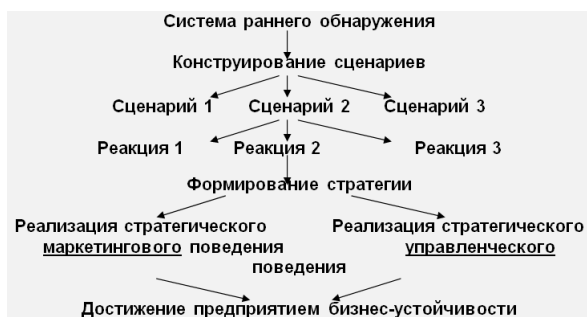 Система раннего обнаружения
Конструирование сценариев
Сценарий 1 Сценарий 2 Сценарий 3
Реакция 1 Реакция 2 Реакция 3
Формирование стратегии
Реализация стратегического
маркетингового поведения
Реализация стратегического
управленческого
поведения
Достижение предприятием бизнес-устойчивости